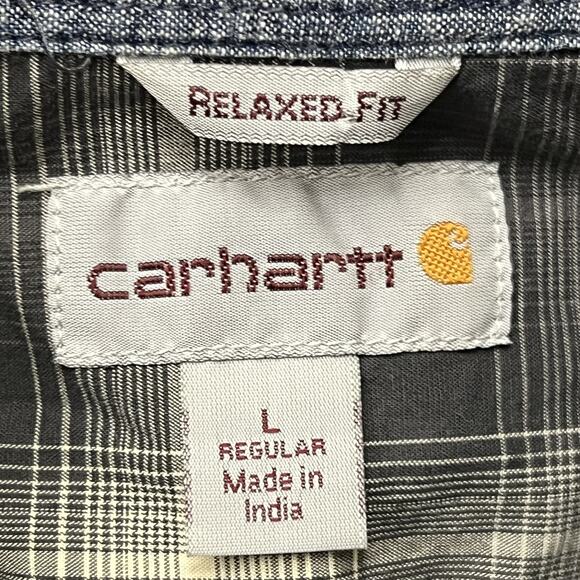 RELAXED FIT
carhartt
L
REGULAR
Made in
India